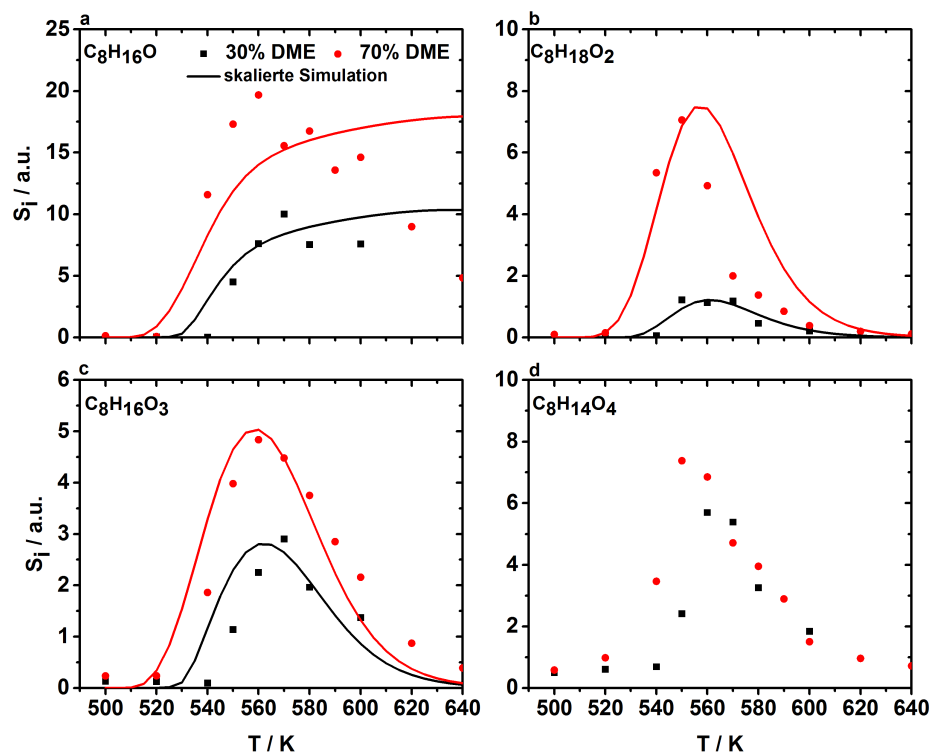 a
25
20
15
10
5
0
S_i / a.u.
C₈H₁₆O
30% DME 70% DME
skalierte Simulation
b
10
8
6
4
2
0
C₈H₁₈O₂
c
6
5
4
3
2
1
0
S_i / a.u.
C₈H₁₆O₃
500 520 540 560 580 600 620 640
T / K
d
10
8
6
4
2
0
C₈H₁₄O₄
500 520 540 560 580 600 620 640
T / K